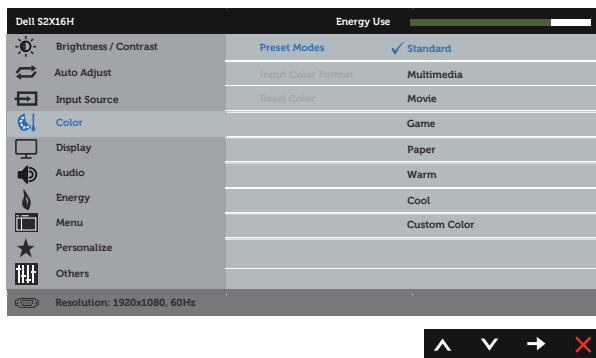 Dell S2X16H Energy Use
Brightness / Contrast Preset Modes Standard
Auto Adjust Input Color Format Multimedia
Input Source Reset Color Movie
Color Game
Display Paper
Audio Warm
Energy Cool
Menu Custom Color
Personalize
Others
Resolution: 1920x1080, 60Hz